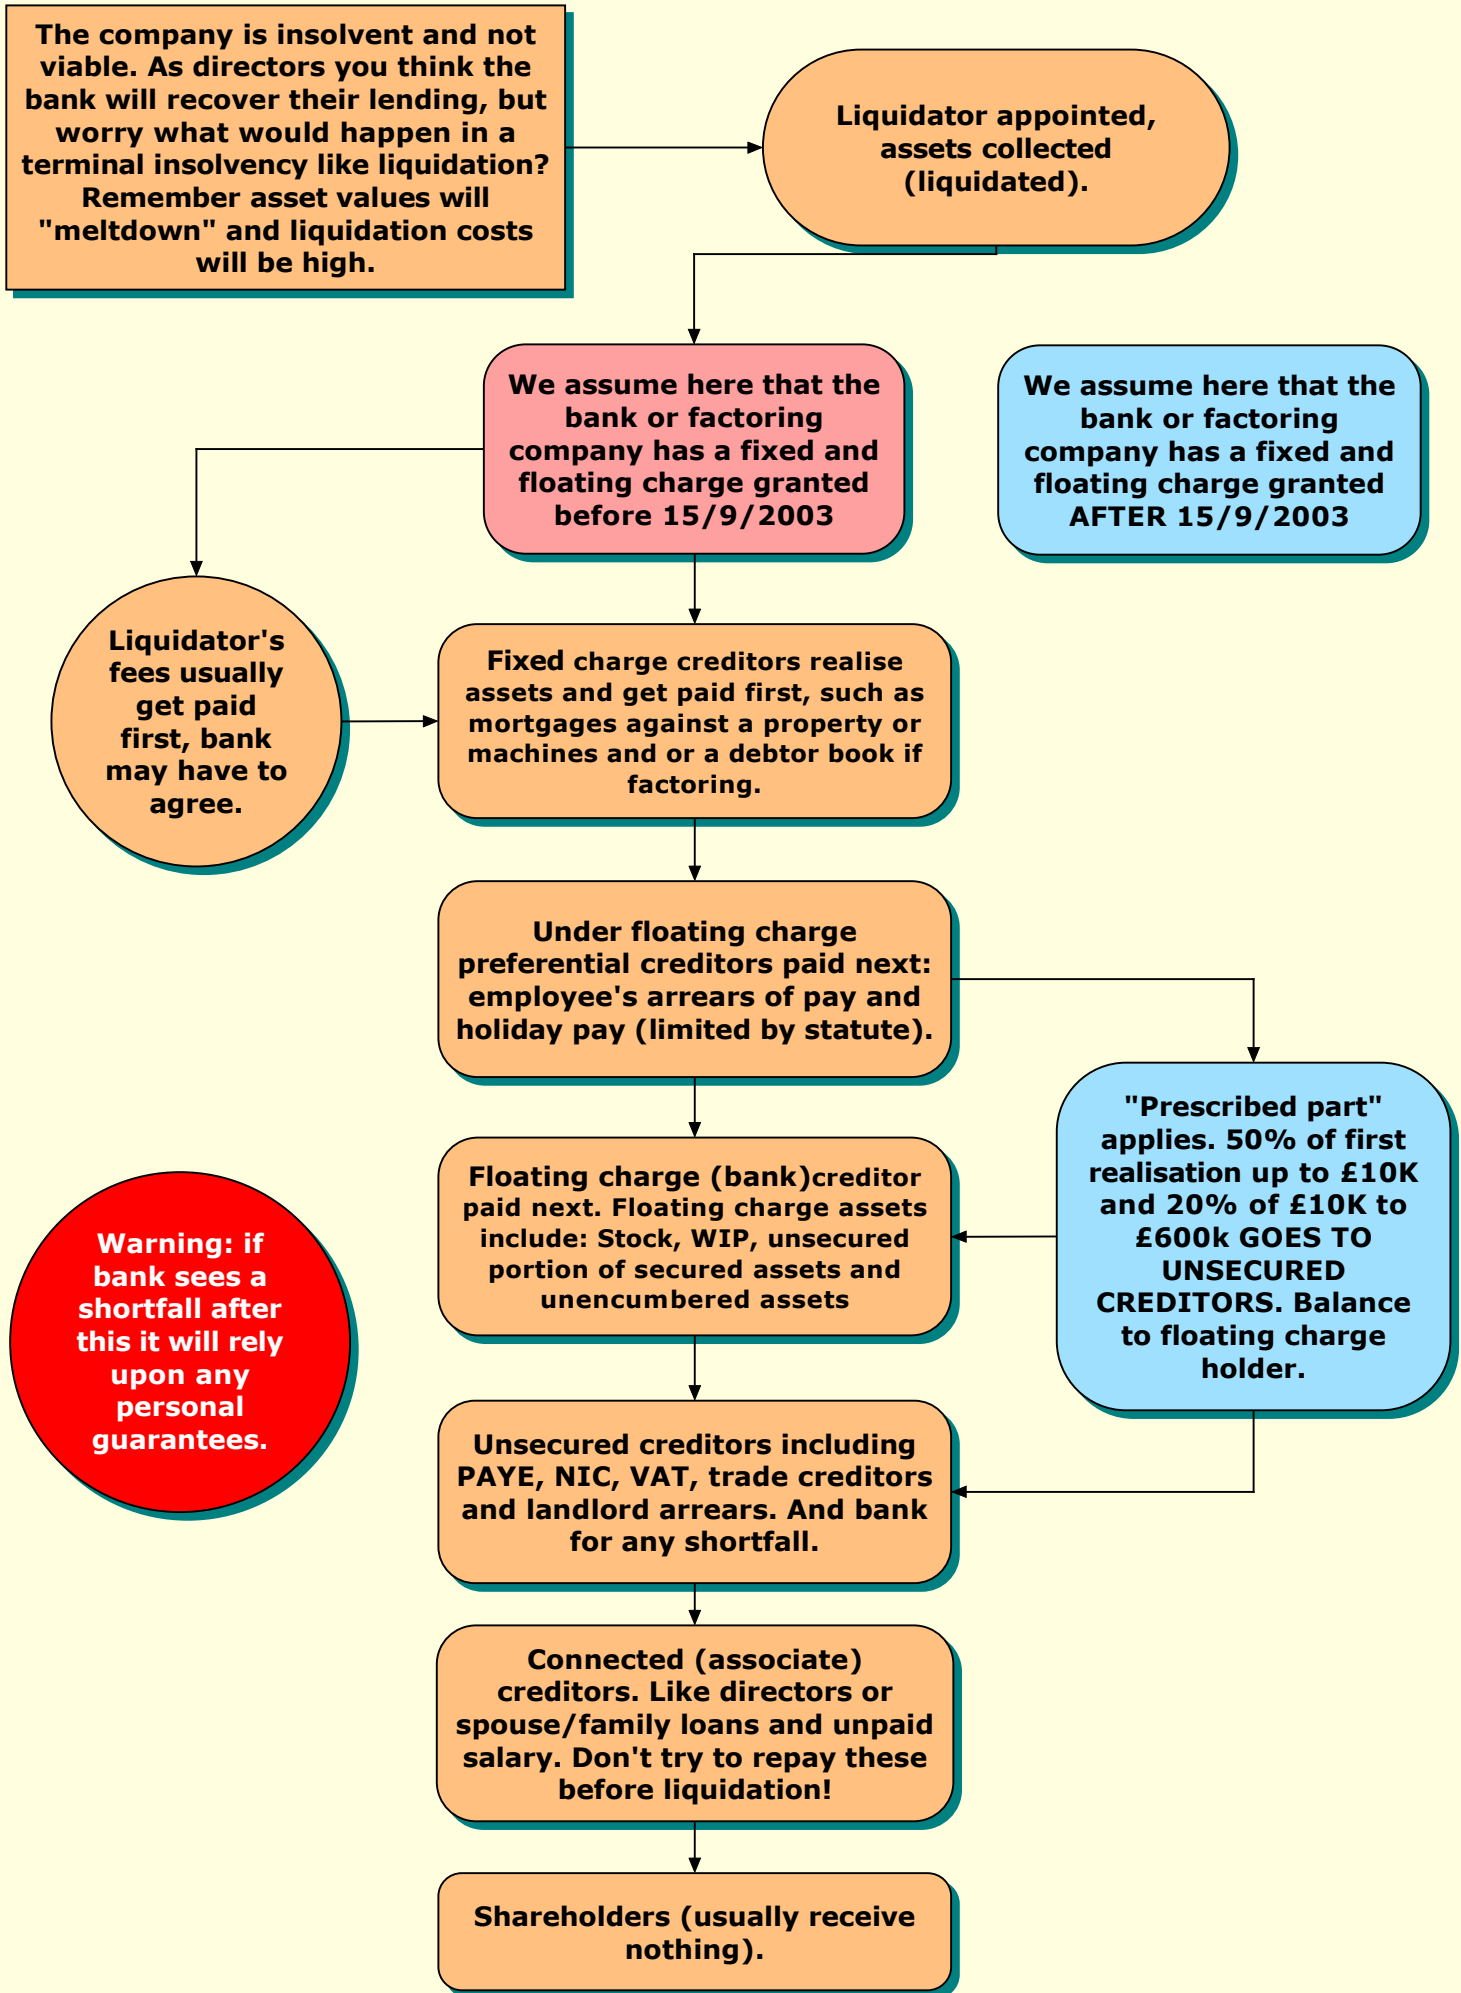 The company is insolvent and not
viable. As directors you think the
bank will recover their lending, but
worry what would happen in a
terminal insolvency like liquidation?
Remember asset values will
"meltdown" and liquidation costs
will be high.
Liquidator appointed,
assets collected
(liquidated).
We assume here that the
bank or factoring
company has a fixed and
floating charge granted
before 15/9/2003
We assume here that the
bank or factoring
company has a fixed and
floating charge granted
AFTER 15/9/2003
Liquidator's
fees usually
get paid
first, bank
may have to
agree.
Fixed charge creditors realise
assets and get paid first, such as
mortgages against a property or
machines and or a debtor book if
factoring.
Under floating charge
preferential creditors paid next:
employee's arrears of pay and
holiday pay (limited by statute).
"Prescribed part"
applies. 50% of first
realisation up to £10K
and 20% of £10K to
£600k GOES TO
UNSECURED
CREDITORS. Balance
to floating charge
holder.
Floating charge (bank)creditor
paid next. Floating charge assets
include: Stock, WIP, unsecured
portion of secured assets and
unencumbered assets
Warning: if
bank sees a
shortfall after
this it will rely
upon any
personal
guarantees.
Unsecured creditors including
PAYE, NIC, VAT, trade creditors
and landlord arrears. And bank
for any shortfall.
Connected (associate)
creditors. Like directors or
spouse/family loans and unpaid
salary. Don't try to repay these
before liquidation!
Shareholders (usually receive
nothing).